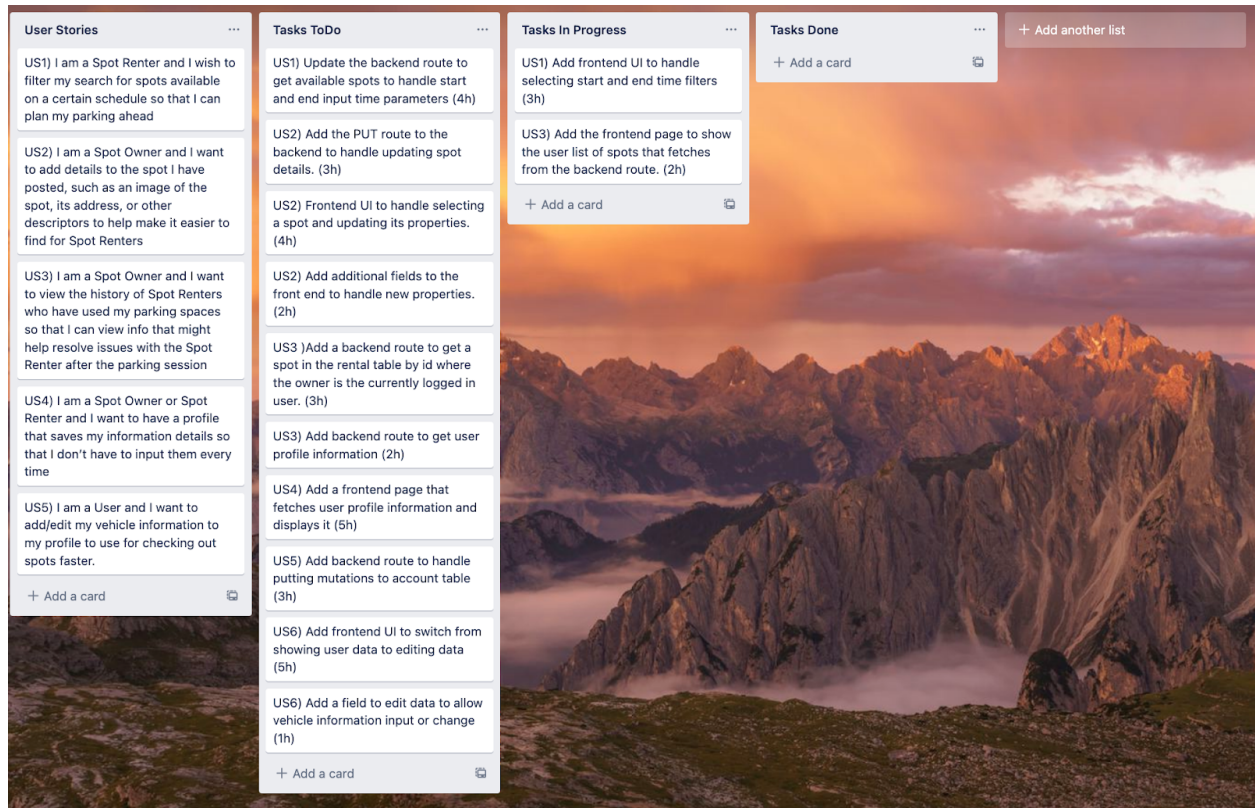 User Stories
US1) I am a Spot Renter and I wish to
filter my search for spots available
on a certain schedule so that I can
plan my parking ahead
US2) I am a Spot Owner and I want
to add details to the spot I have
posted, such as an image of the
spot, its address, or other
descriptors to help make it easier to
find for Spot Renters
US3) I am a Spot Owner and I want
to view the history of Spot Renters
who have used my parking spaces
so that I can view info that might
help resolve issues with the Spot
Renter after the parking session
US4) I am a Spot Owner or Spot
Renter and I want to have a profile
that saves my information details so
that I don't have to input them every
time
US5) I am a User and I want to
add/edit my vehicle information to
my profile to use for checking out
spots faster.
+ Add a card
Tasks ToDo
US1) Update the backend route to
get available spots to handle start
and end input time parameters (4h)
US2) Add the PUT route to the
backend to handle updating spot
details. (3h)
US2) Frontend UI to handle selecting
a spot and updating its properties.
(4h)
US2) Add additional fields to the
front end to handle new properties.
(2h)
US3 )Add a backend route to get a
spot in the rental table by id where
the owner is the currently logged in
user. (3h)
US3) Add backend route to get user
profile information (2h)
US4) Add a frontend page that
fetches user profile information and
displays it (5h)
US5) Add backend route to handle
putting mutations to account table
(3h)
US6) Add frontend UI to switch from
showing user data to editing data
(5h)
US6) Add a field to edit data to allow
vehicle information input or change
(1h)
+ Add a card
Tasks In Progress
US1) Add frontend UI to handle
selecting start and end time filters
(3h)
US3) Add the frontend page to show
the user list of spots that fetches
from the backend route. (2h)
+ Add a card
Tasks Done
+ Add a card
+ Add another list